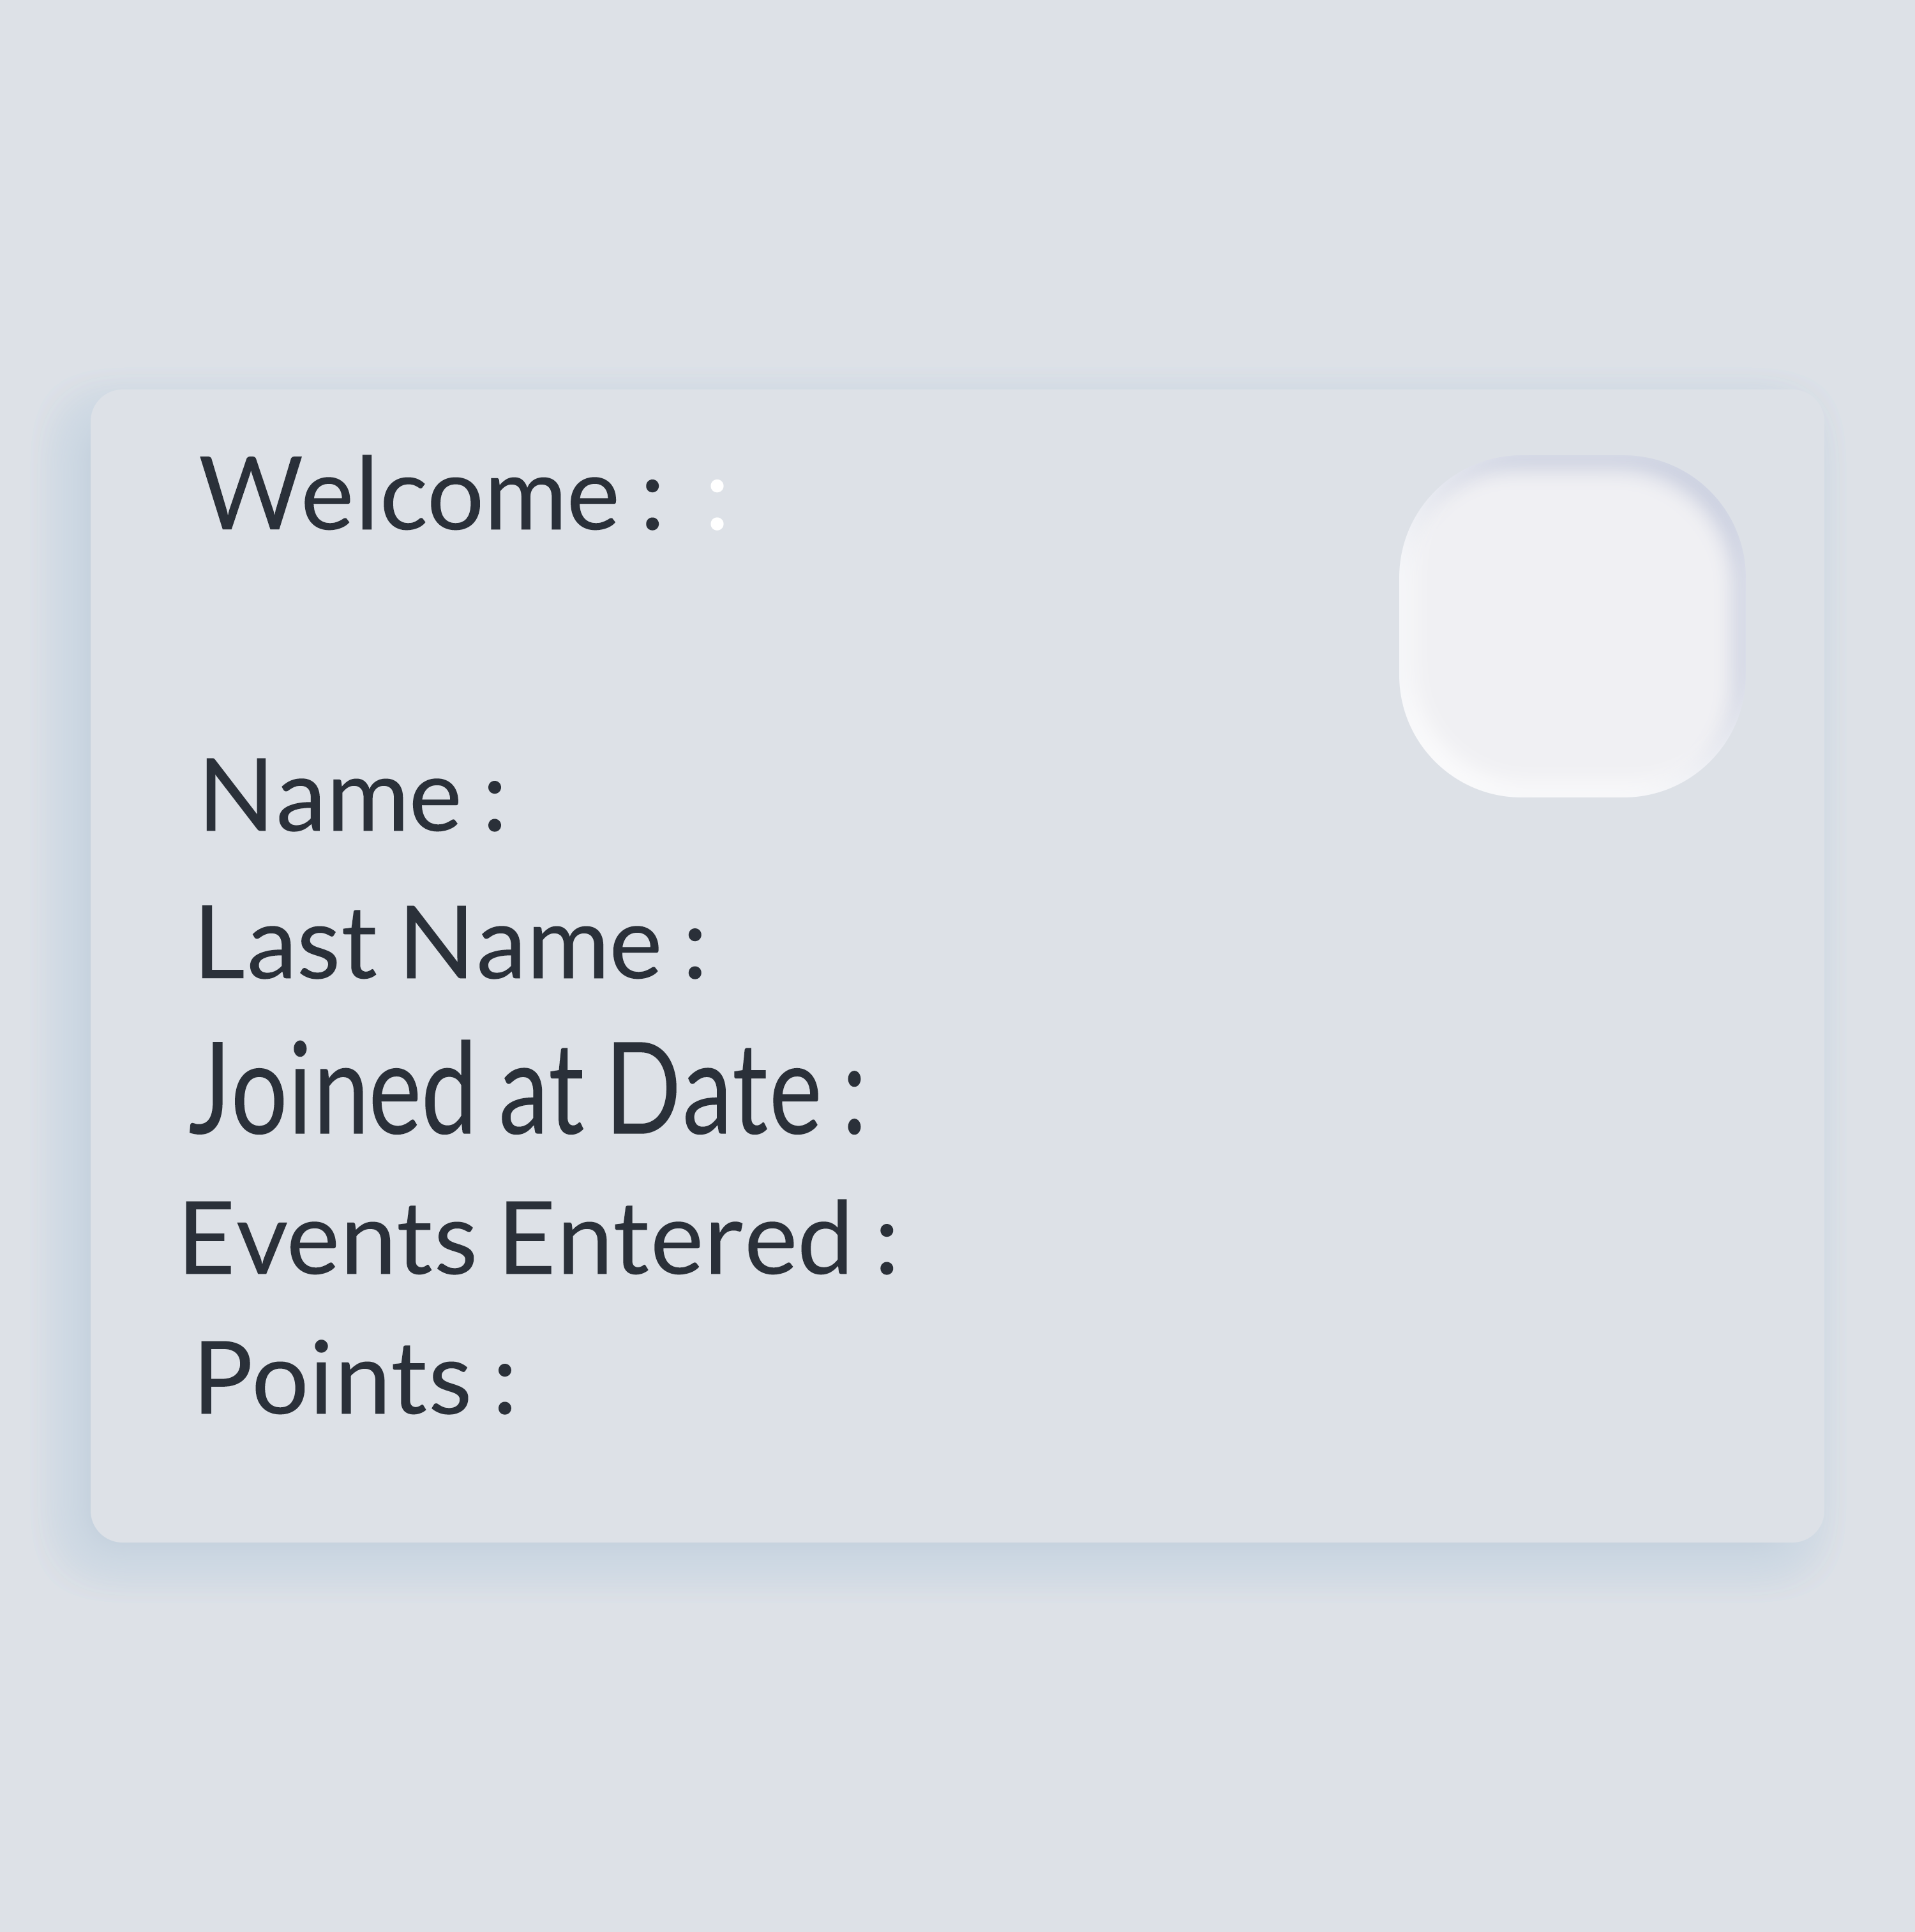 Welcome : :
Name :
Last Name :
Joined at Date :
Events Entered :
Points :